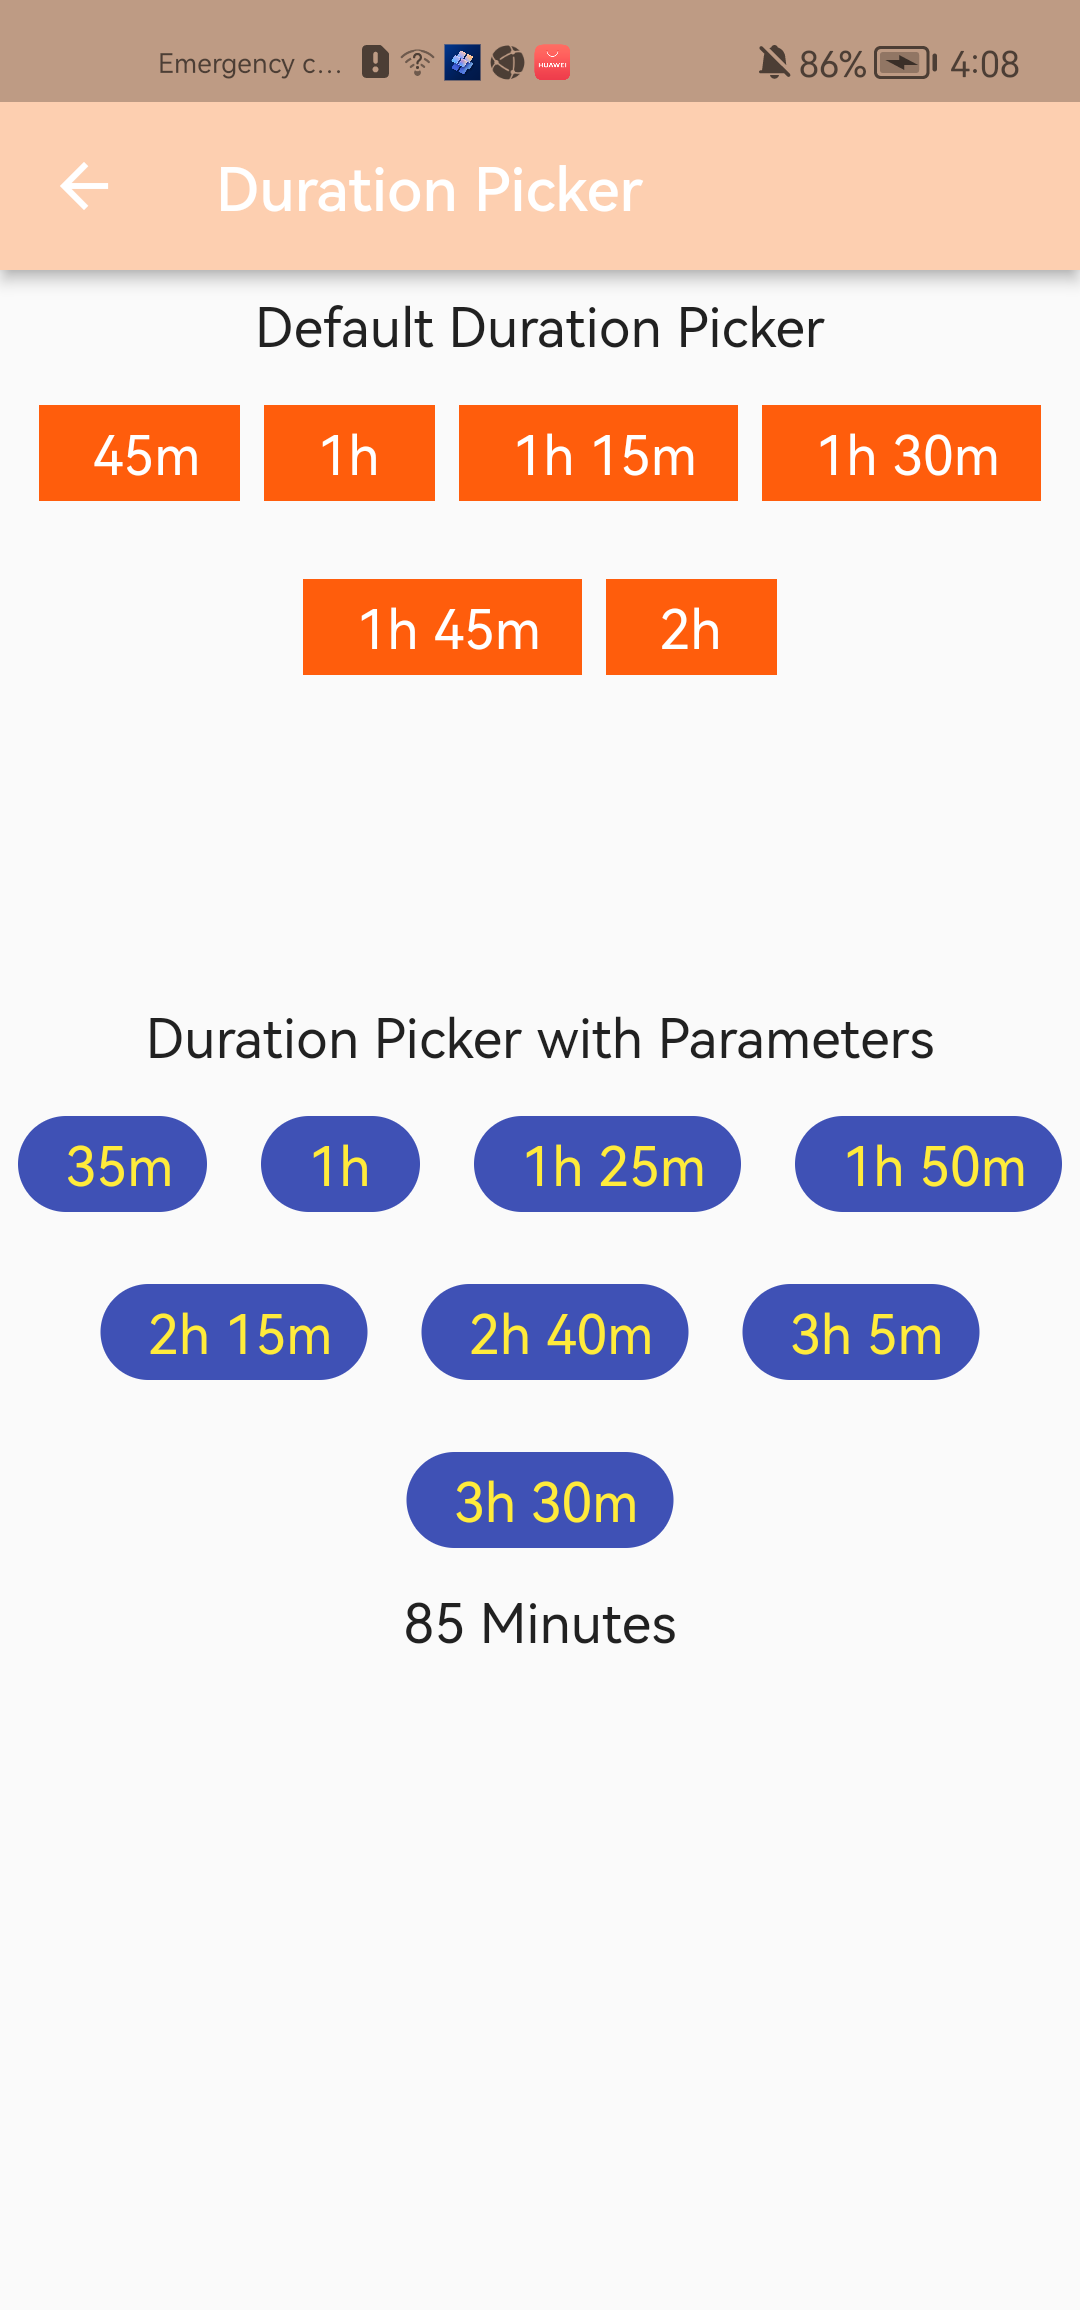 Emergency c... HUAWEI 86% 4:08
Duration Picker
Default Duration Picker
45m 1h 1h 15m 1h 30m
1h 45m 2h
Duration Picker with Parameters
35m 1h 1h 25m 1h 50m
2h 15m 2h 40m 3h 5m
3h 30m
85 Minutes